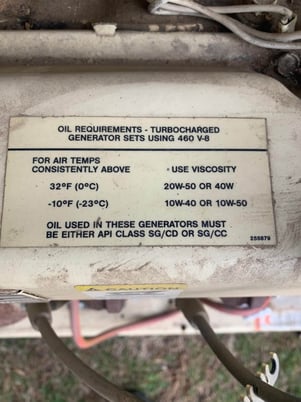 OIL REQUIREMENTS - TURBOCHARGED
GENERATOR SETS USING 460 V-8
FOR AIR TEMPS
CONSISTENTLY ABOVE USE VISCOSITY
32°F (0°C) 20W-50 OR 40W
-10°F (-23°C) 10W-40 OR 10W-50
OIL USED IN THESE GENERATORS MUST
BE EITHER API CLASS SG/CD OR SG/CC
CAUTION